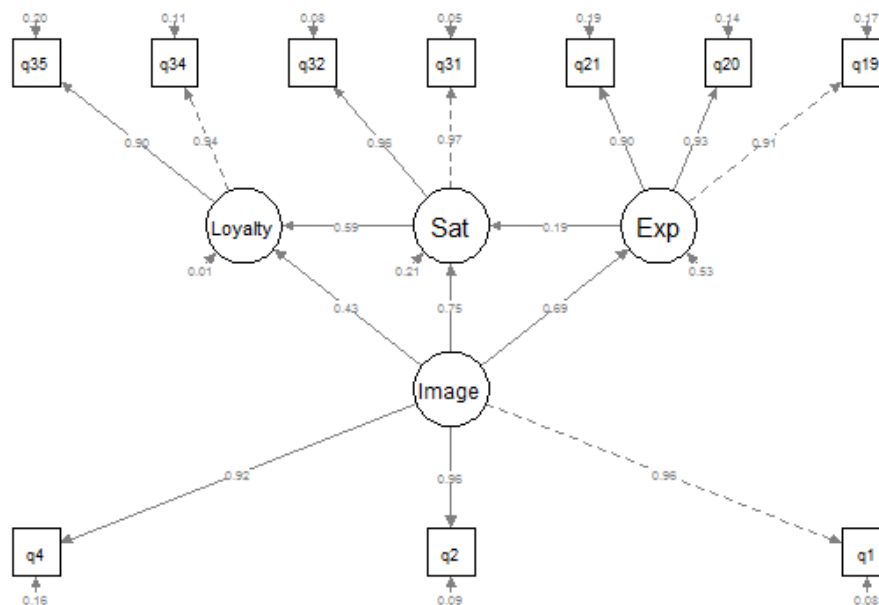 0.20 0.11 0.08 0.05 0.19 0.14 0.17
q35 q34 q32 q31 q21 q20 q19
0.90 0.94 0.96 0.97 0.90 0.93 0.91
Loyalty 0.59 Sat 0.19 Exp
0.01 0.21 0.53
0.43 0.75 0.69
Image
0.92 0.96 0.96
q4 q2 q1
0.16 0.09 0.08